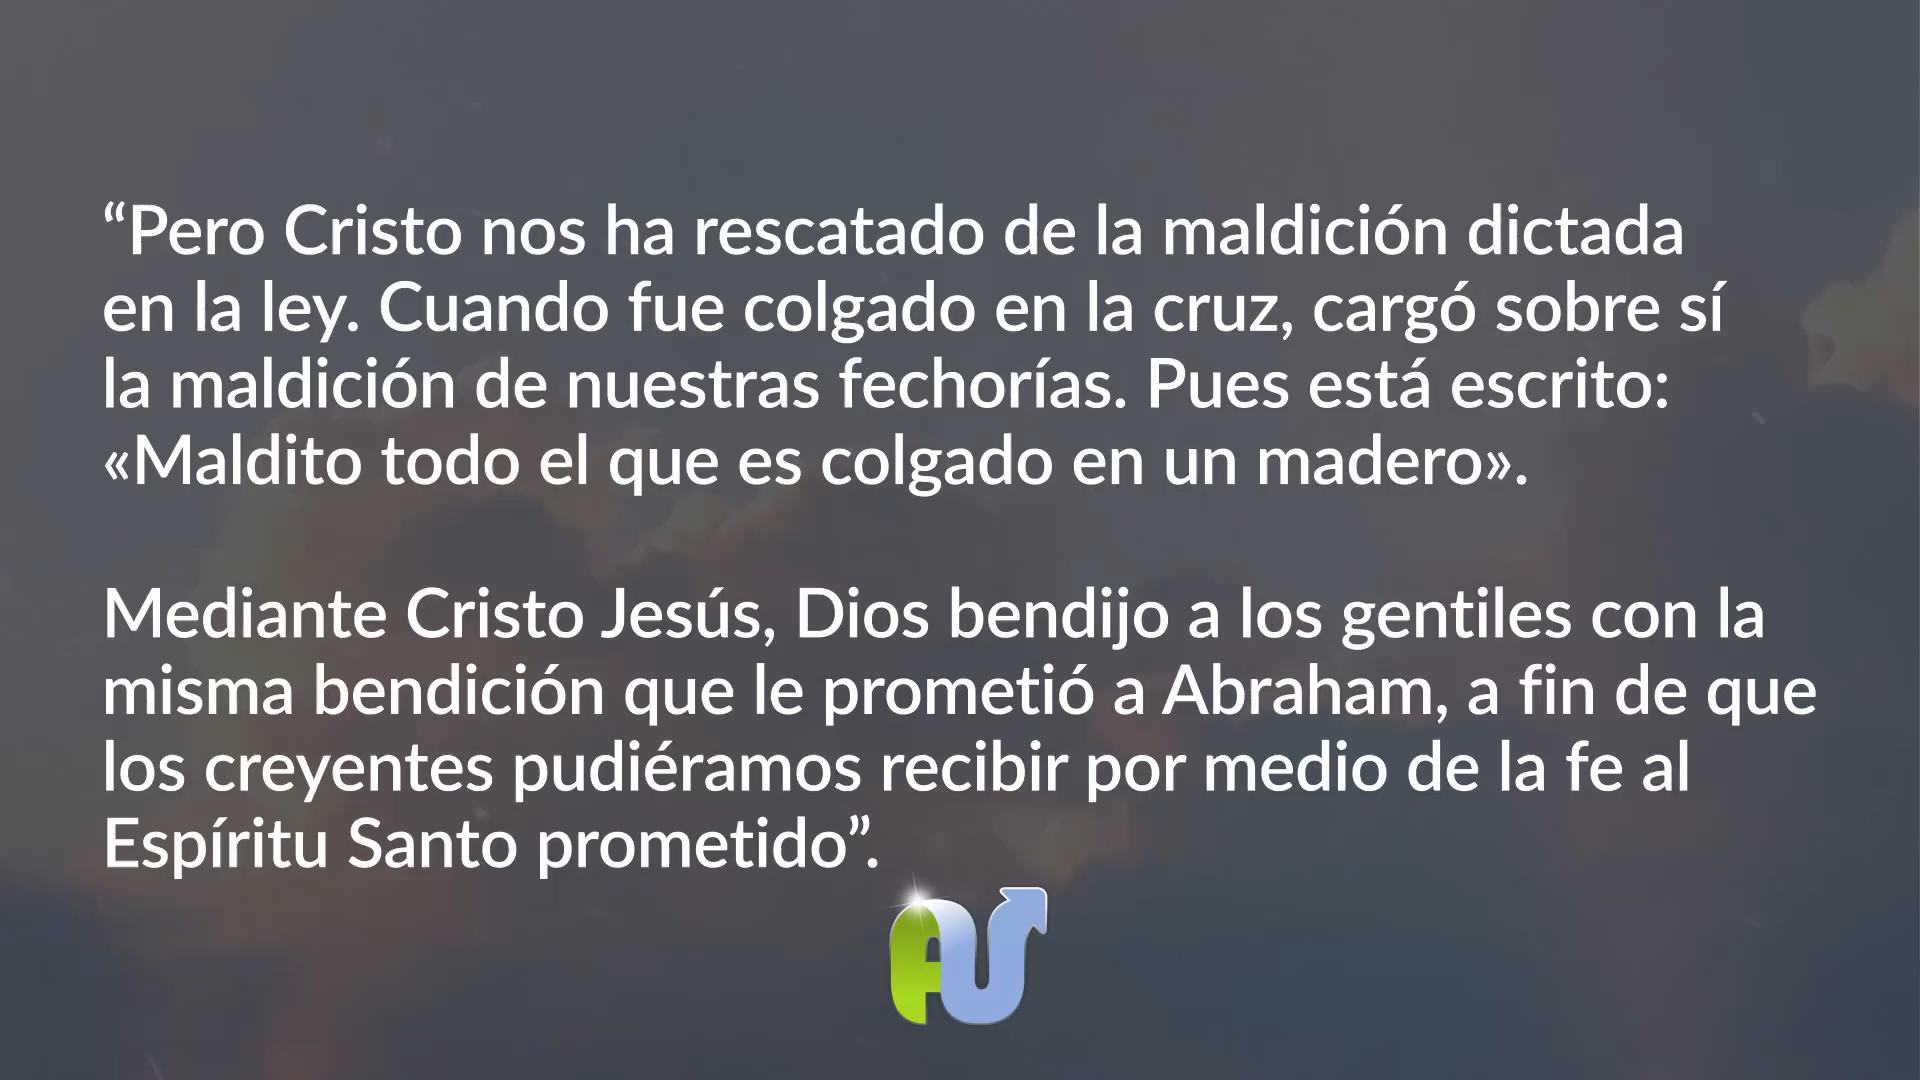 “Pero Cristo nos ha rescatado de la maldición dictada
en la ley. Cuando fue colgado en la cruz, cargó sobre sí
la maldición de nuestras fechorías. Pues está escrito:
«Maldito todo el que es colgado en un madero».
Mediante Cristo Jesús, Dios bendijo a los gentiles con la
misma bendición que le prometió a Abraham, a fin de que
los creyentes pudiéramos recibir por medio de la fe al
Espíritu Santo prometido”.
AU